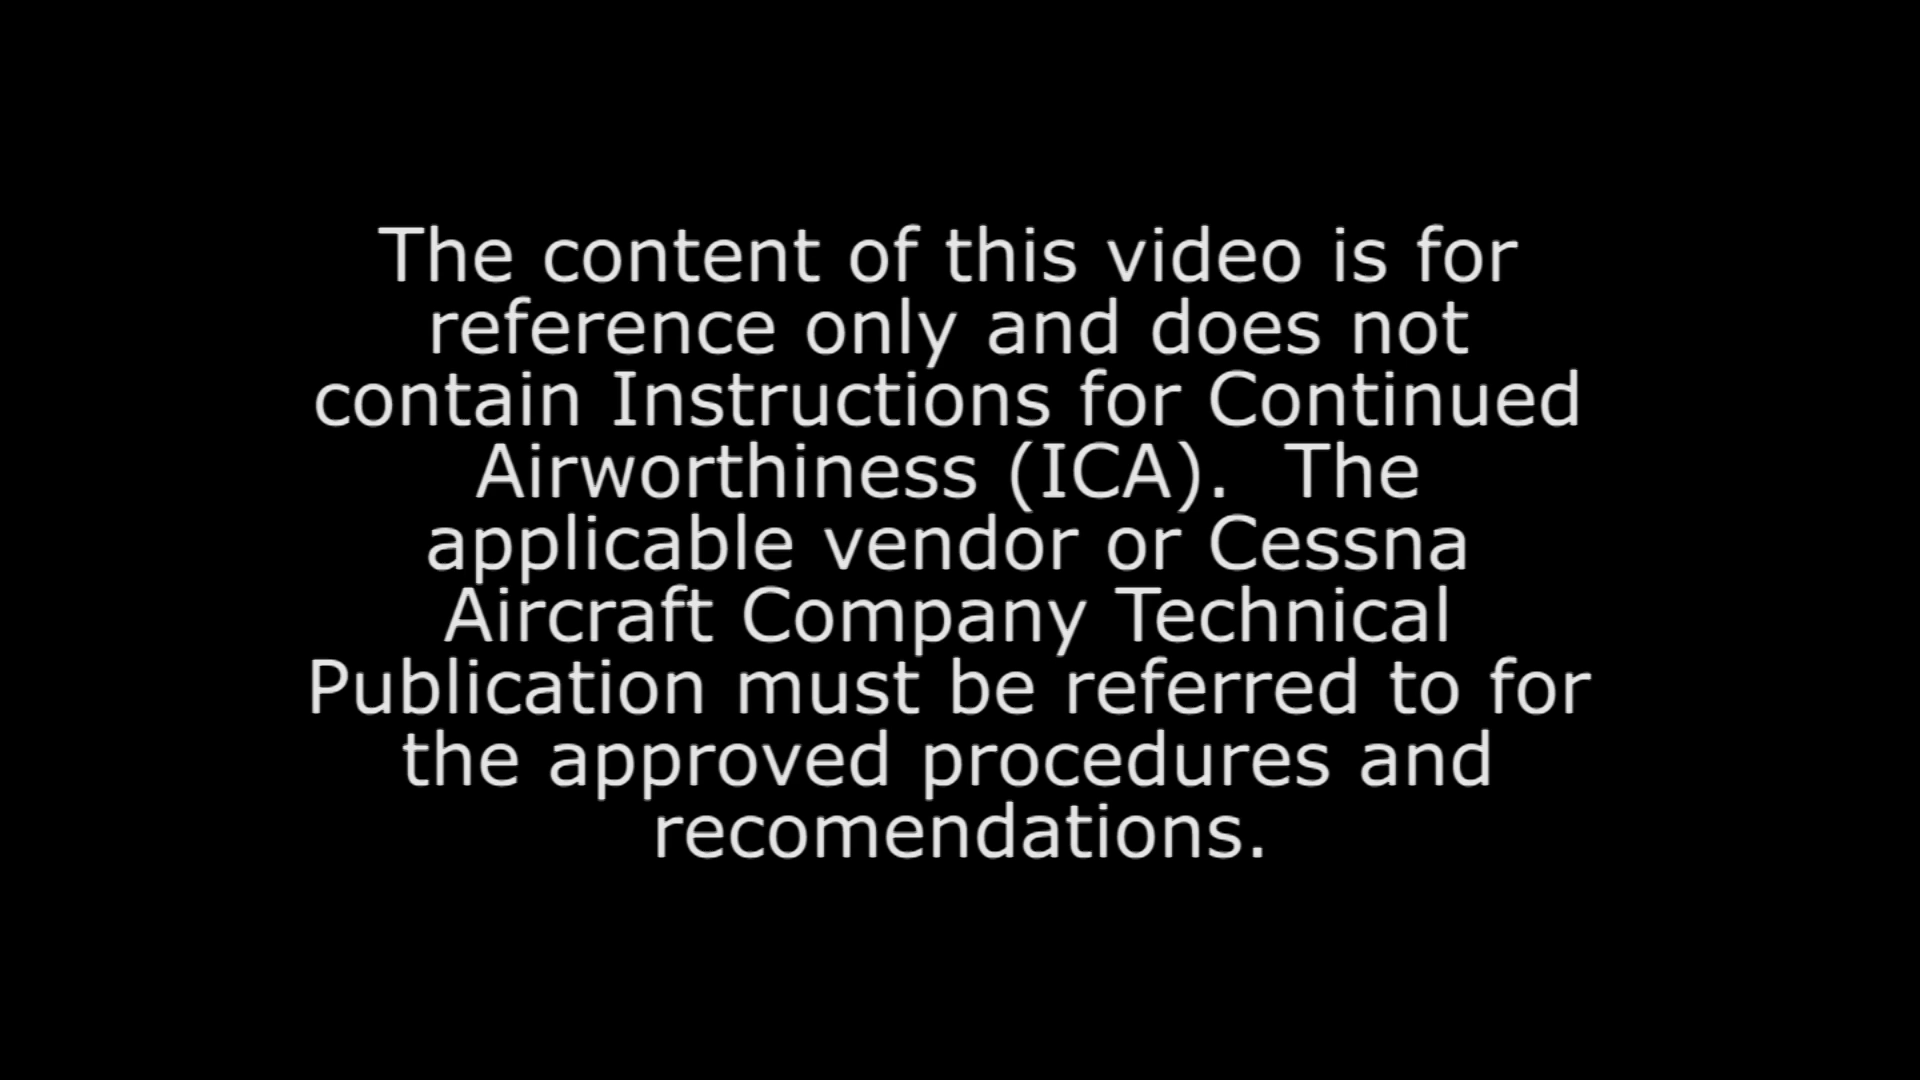 The content of this video is for
reference only and does not
contain Instructions for Continued
Airworthiness (ICA).  The
applicable vendor or Cessna
Aircraft Company Technical
Publication must be referred to for
the approved procedures and
recomendations.